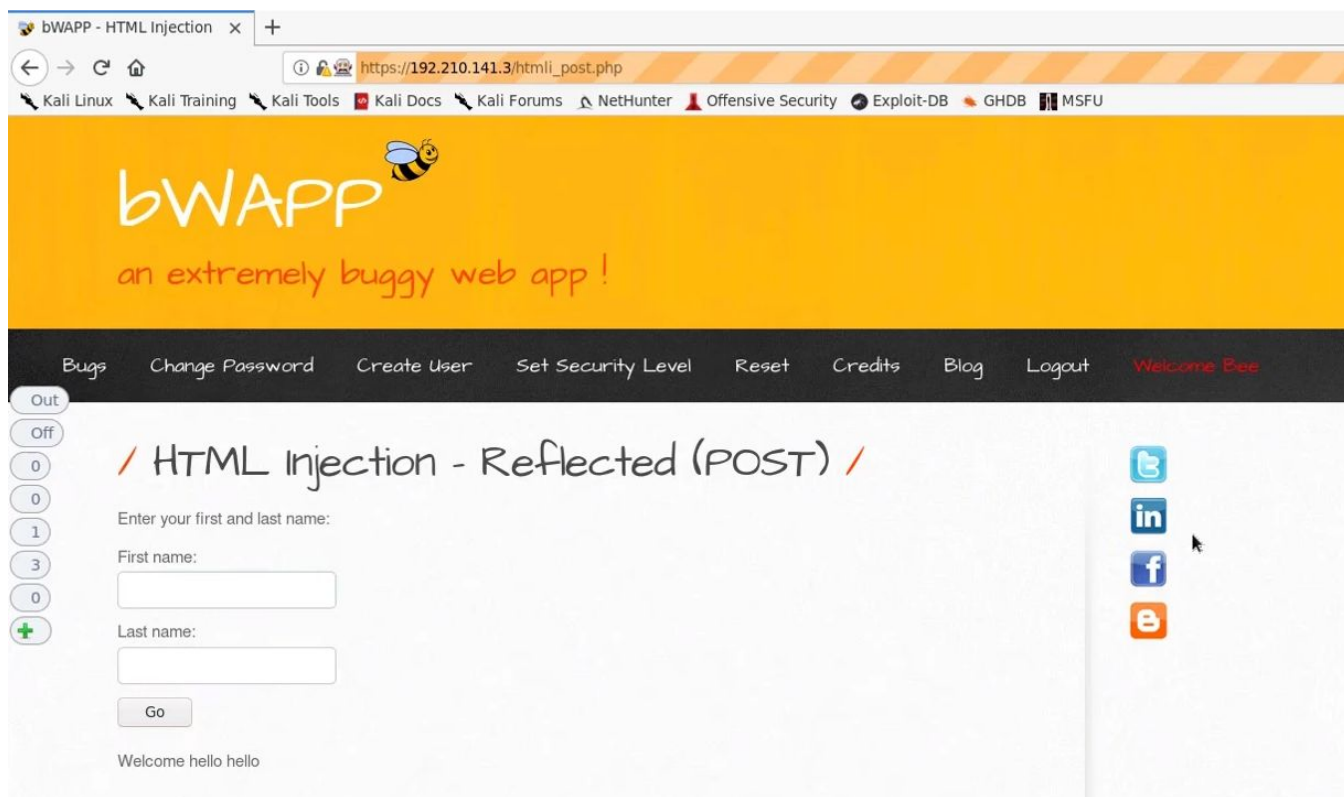 bWAPP - HTML Injection
https://192.210.141.3/htmli_post.php
Kali Linux Kali Training Kali Tools Kali Docs Kali Forums NetHunter Offensive Security Exploit-DB GHDB MSFU
bWAPP
an extremely buggy web app !
Bugs Change Password Create User Set Security Level Reset Credits Blog Logout Welcome Bee
Out
Off
0
0
1
3
0
/ HTML Injection - Reflected (POST) /
Enter your first and last name:
First name:
Last name:
Go
Welcome hello hello